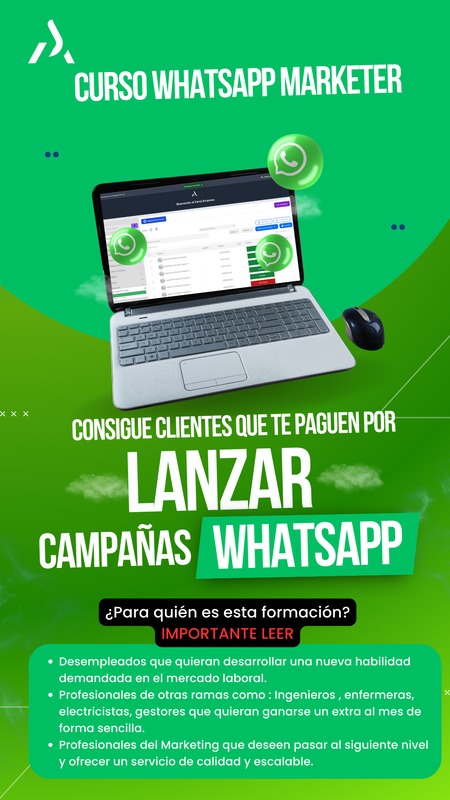 CURSO WHATSAPP MARKETER
CONSIGUE CLIENTES QUE TE PAGUEN POR
LANZAR
CAMPAÑAS WHATSAPP
¿Para quién es esta formación?
IMPORTANTE LEER
• Desempleados que quieran desarrollar una nueva habilidad
demandada en el mercado laboral.
• Profesionales de otras ramas como : Ingenieros , enfermeras,
electricistas, gestores que quieran ganarse un extra al mes de
forma sencilla.
• Profesionales del Marketing que deseen pasar al siguiente nivel
y ofrecer un servicio de calidad y escalable.